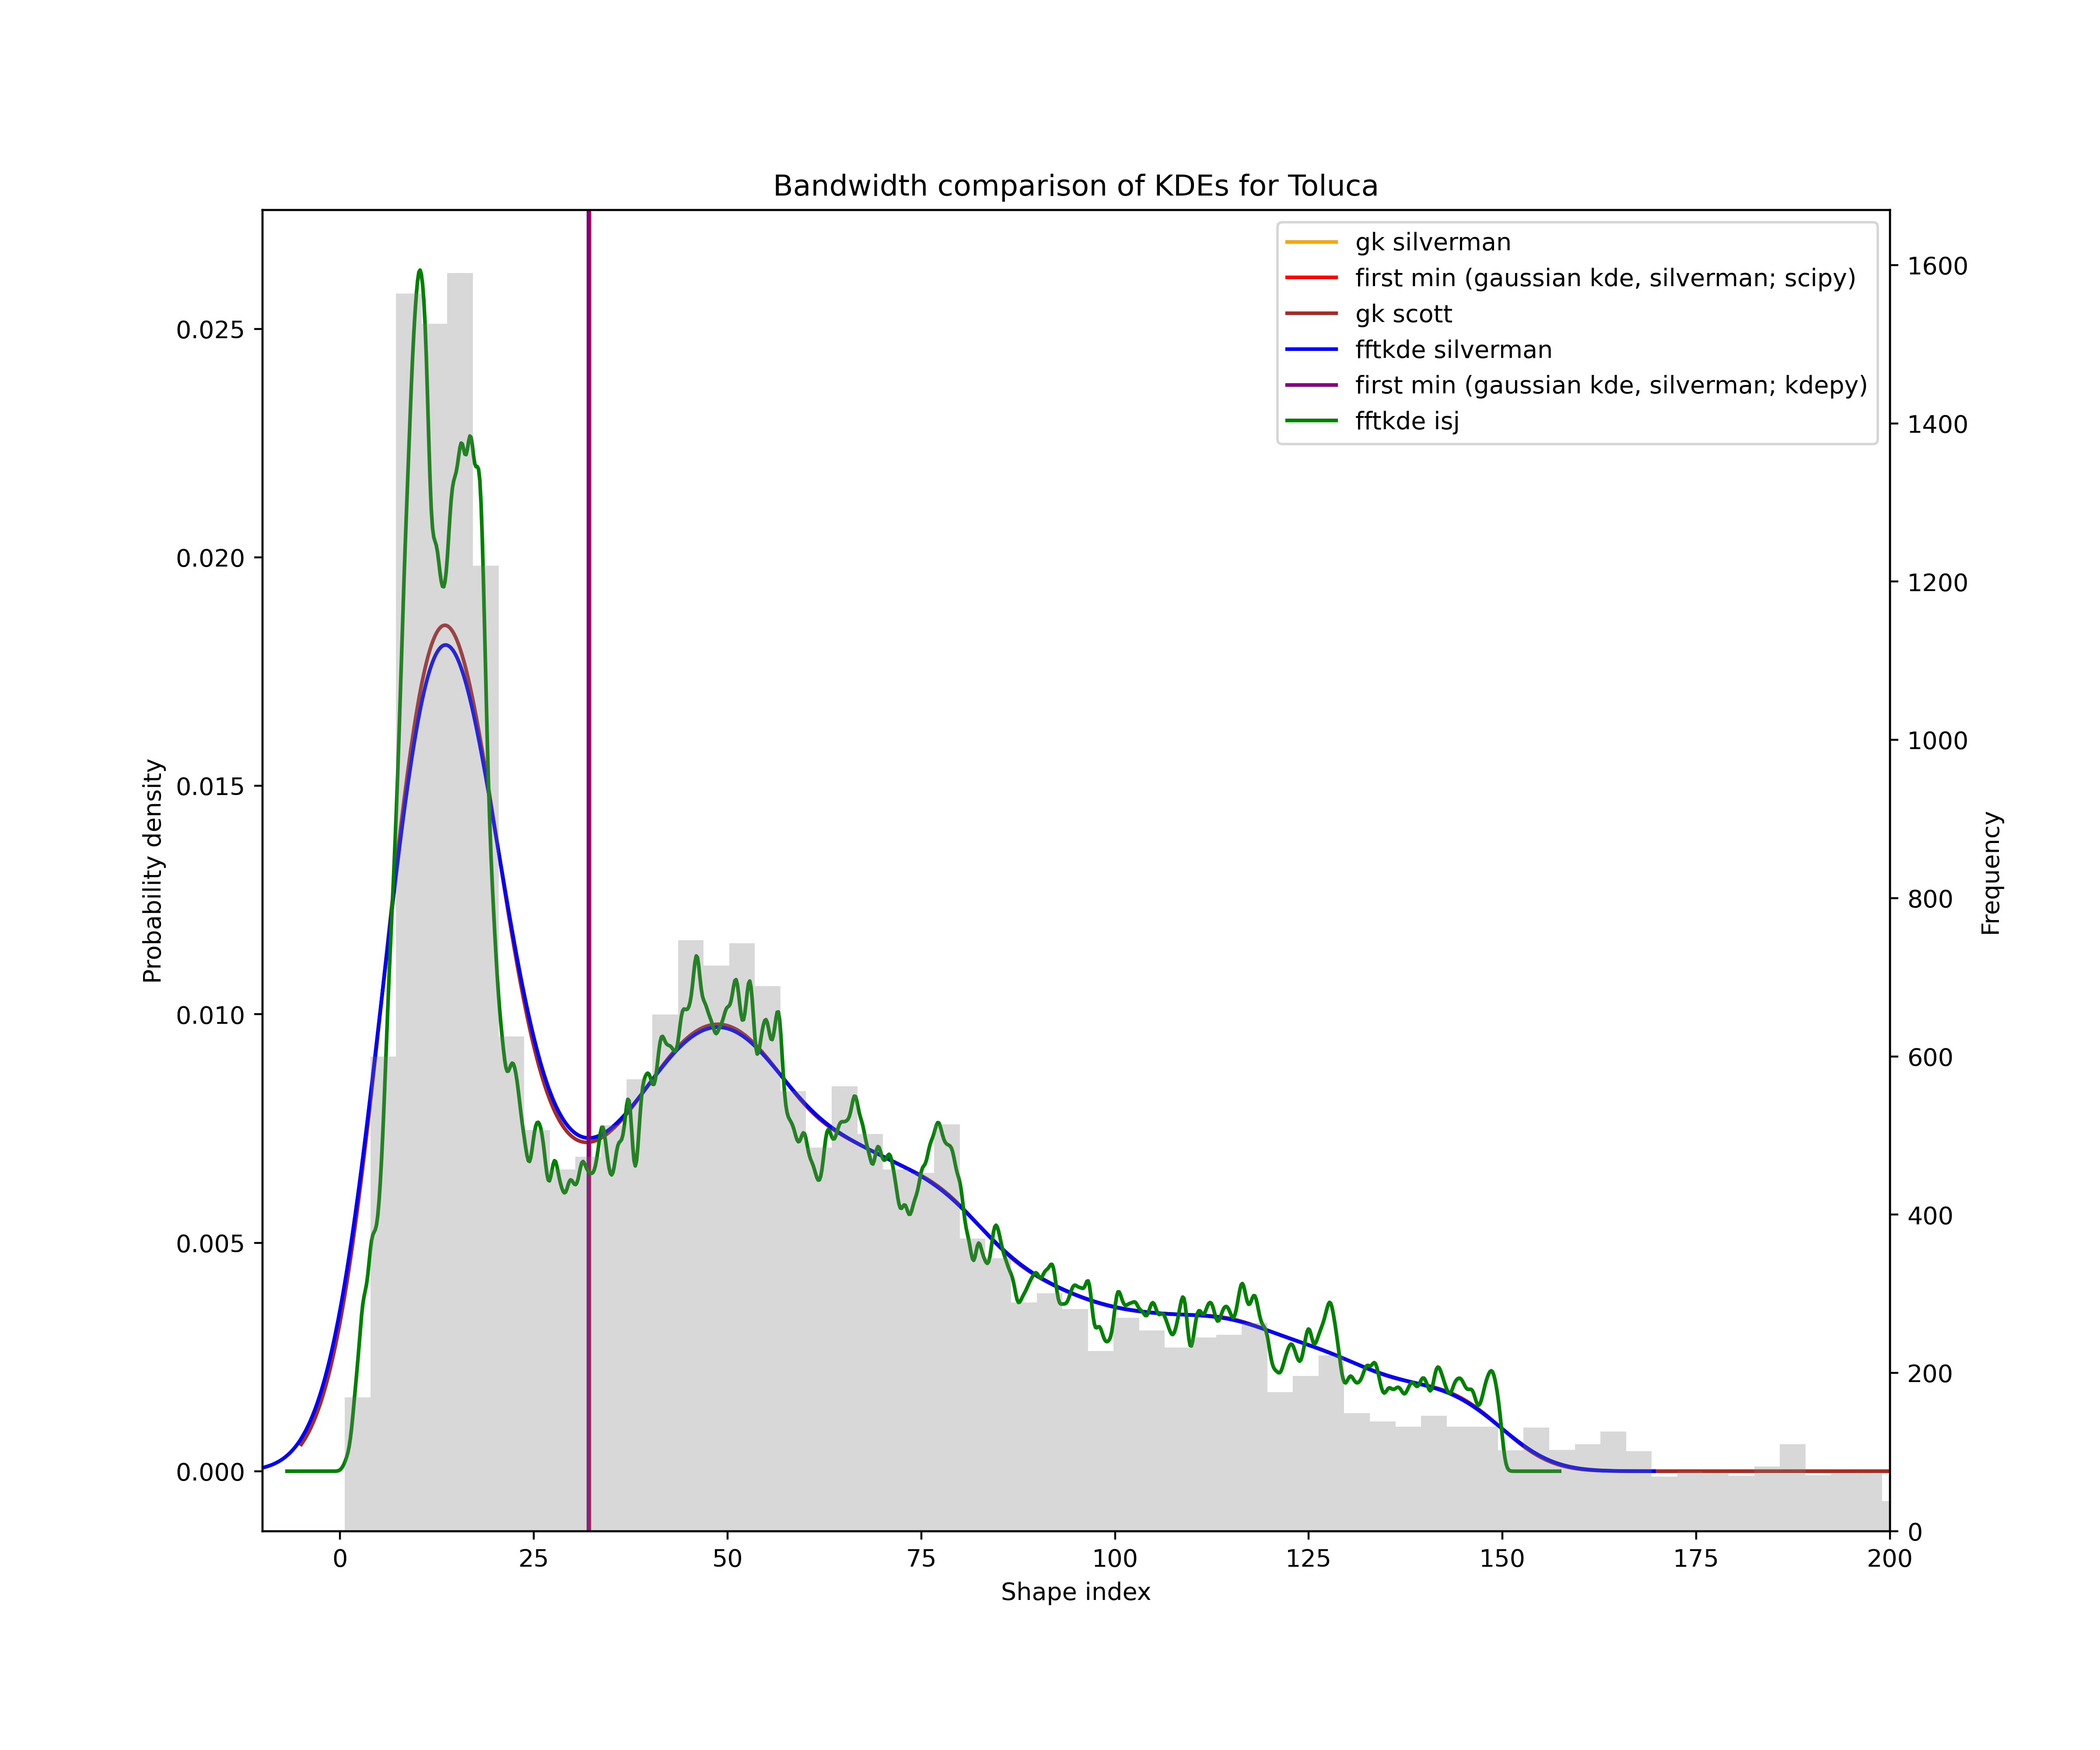 Bandwidth comparison of KDEs for Toluca
gk silverman
first min (gaussian kde, silverman; scipy)
gk scott
fftkde silverman
first min (gaussian kde, silverman; kdepy)
fftkde isj
Probability density
0.025
0.020
0.015
0.010
0.005
0.000
1600
1400
1200
1000
800
600
400
200
0
Frequency
0 25 50 75 100 125 150 175 200
Shape index